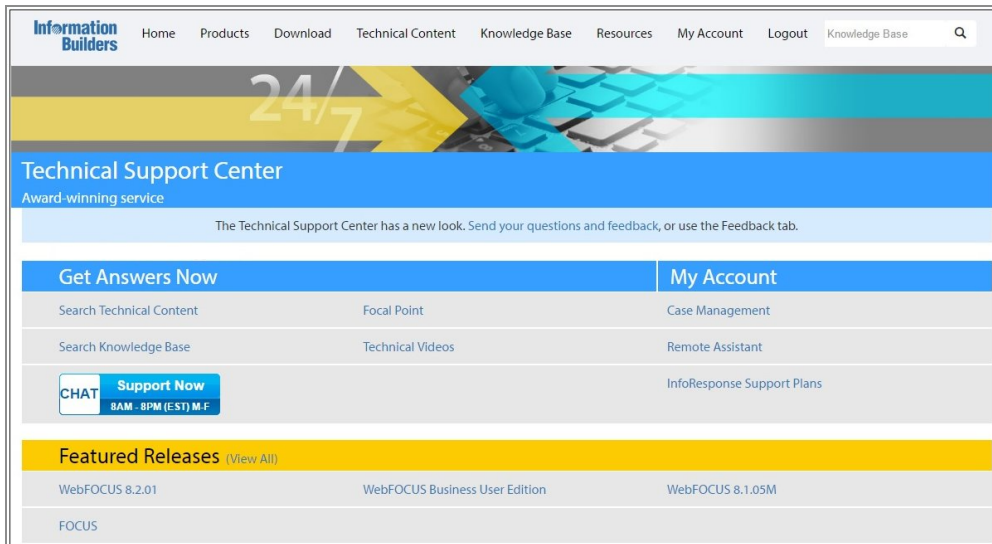 Information Builders
Home Products Download Technical Content Knowledge Base Resources My Account Logout Knowledge Base
24/7
Technical Support Center
Award-winning service
The Technical Support Center has a new look. Send your questions and feedback, or use the Feedback tab.
Get Answers Now My Account
Search Technical Content Focal Point Case Management
Search Knowledge Base Technical Videos Remote Assistant
CHAT Support Now InfoResponse Support Plans
8AM - 8PM (EST) M-F
Featured Releases (View All)
WebFOCUS 8.2.01 WebFOCUS Business User Edition WebFOCUS 8.1.05M
FOCUS